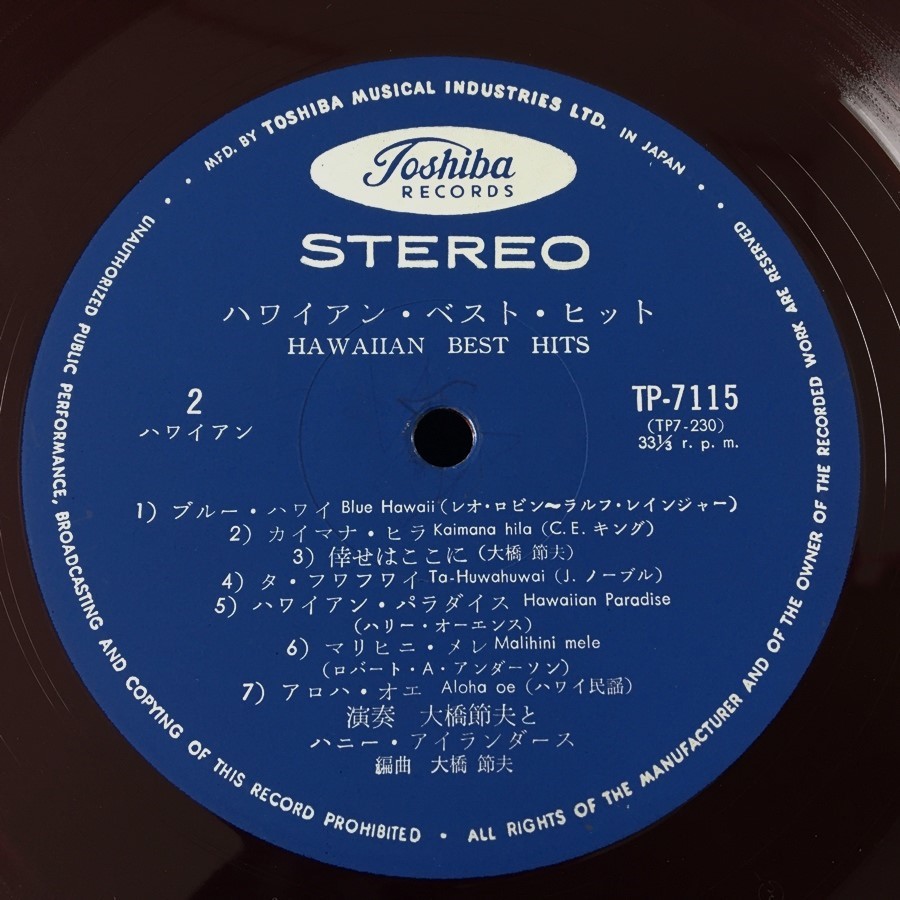 MFD. BY TOSHIBA MUSICAL INDUSTRIES LTD. IN JAPAN
Toshiba
RECORDS
STEREO
ハワイアン・ベスト・ヒット
HAWAIIAN BEST HITS
2
ハワイアン
TP-7115
(TP7-230)
33⅓ r. p. m.
1) ブルー・ハワイ Blue Hawaii (レオ・ロビン〜ラルフ・レインジャー)
2) カイマナ・ヒラ Kaimana hila (C. E. キング)
3) 倖せはここに (大橋 節夫)
4) タ・フワフワイ Ta-Huwahuwai (J. ノーブル)
5) ハワイアン・パラダイス Hawaiian Paradise
(ハリー・オーエンス)
6) マリヒニ・メレ Malihini mele
(ロバート・A・アンダーソン)
7) アロハ・オエ Aloha oe (ハワイ民謡)
演奏 大橋節夫と
ハニー・アイランダース
編曲 大橋 節夫
UNAUTHORIZED PUBLIC PERFORMANCE, BROADCASTING AND COPYING OF THIS RECORD PROHIBITED • ALL RIGHTS OF THE MANUFACTURER AND OF THE OWNER OF THE RECORDED WORK ARE RESERVED